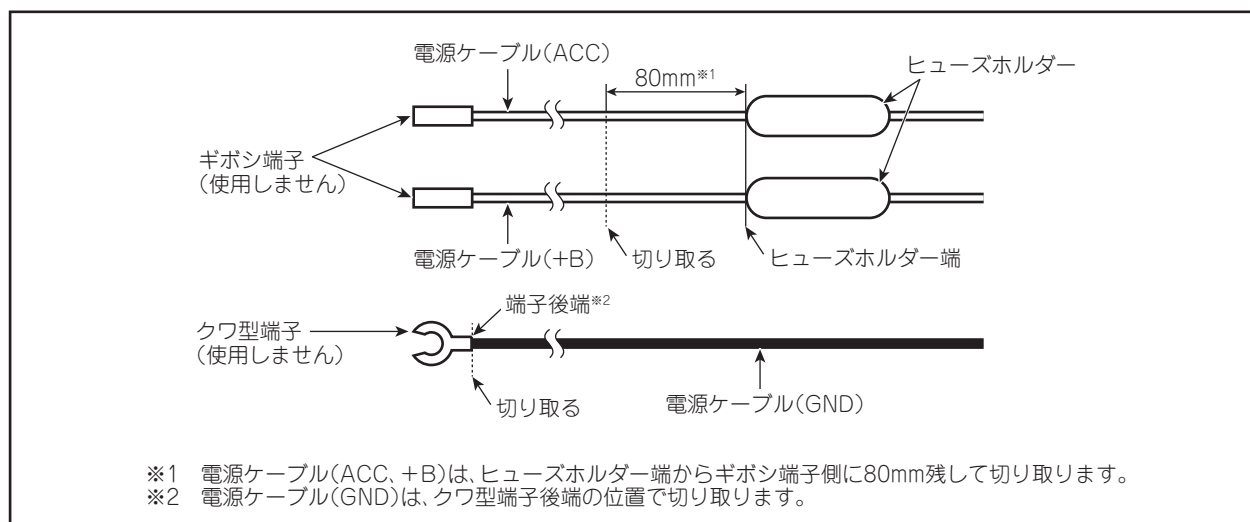 電源ケーブル(ACC)
80mm※1
ヒューズホルダー
ギボシ端子
(使用しません)
電源ケーブル(+B)
切り取る
ヒューズホルダー端
端子後端※2
クワ型端子
(使用しません)
切り取る
電源ケーブル(GND)
※1 電源ケーブル(ACC、+B)は、ヒューズホルダー端からギボシ端子側に80mm残して切り取ります。
※2 電源ケーブル(GND)は、クワ型端子後端の位置で切り取ります。